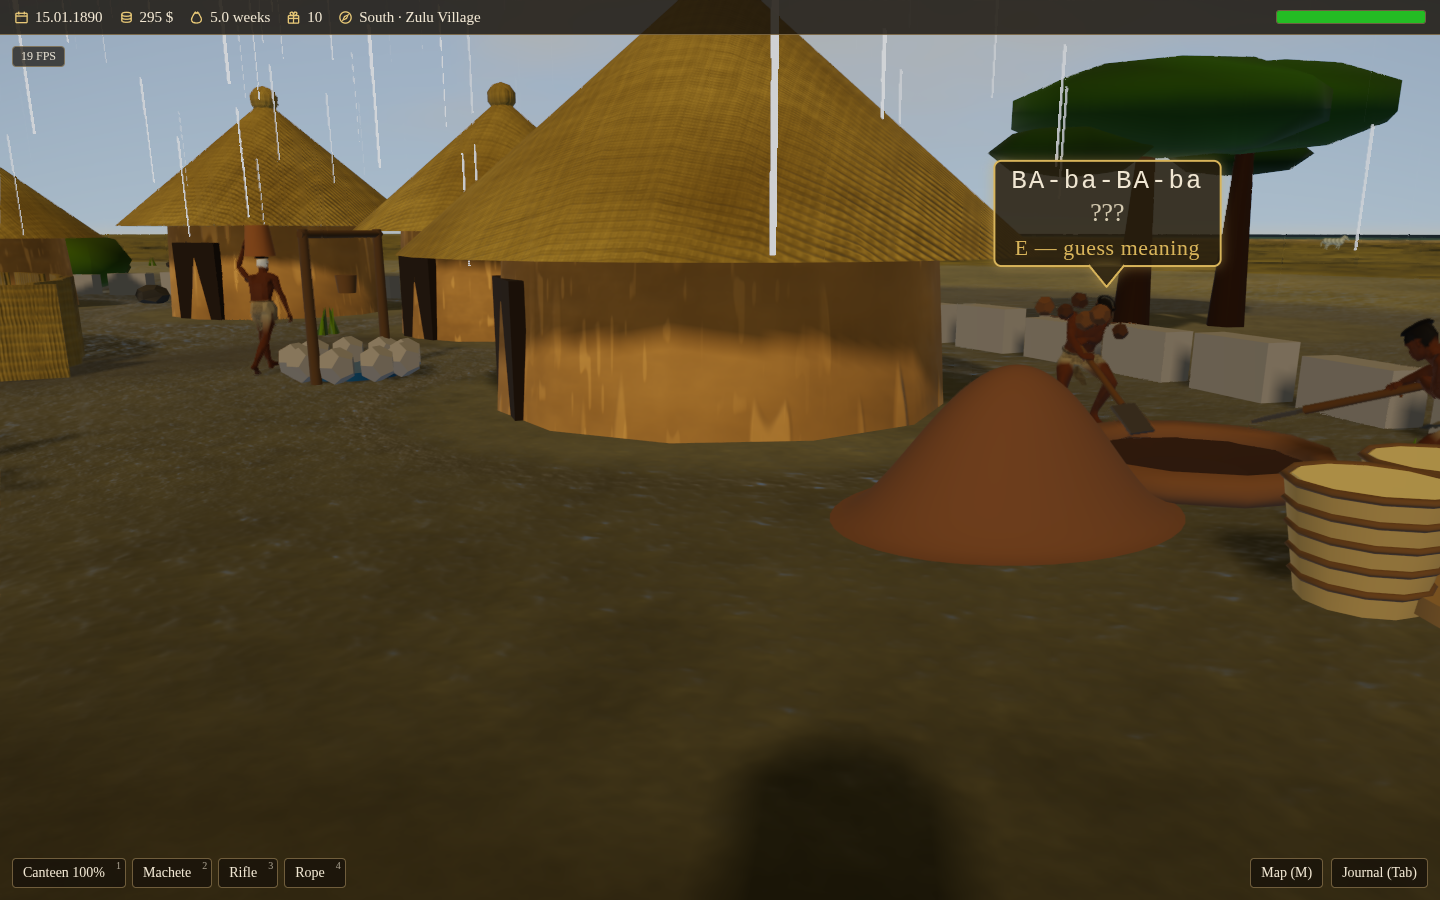 15.01.1890
295 $
5.0 weeks
10
South · Zulu Village
19 FPS
BA-ba-BA-ba
???
E — guess meaning
Canteen 100% 1
Machete 2
Rifle 3
Rope 4
Map (M)
Journal (Tab)